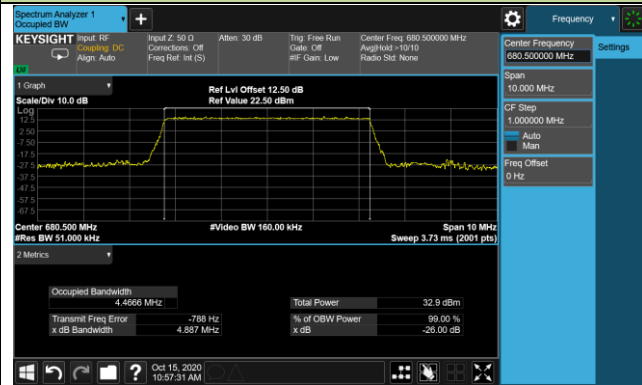 Spectrum Analyzer 1
Occupied BW
+
Frequency
KEYSIGHT
Input: RF
Coupling: DC
Align: Auto
Input Z: 50 Ω
Corrections: Off
Freq Ref: Int (S)
Atten: 30 dB
Trig: Free Run
Gate: Off
#IF Gain: Low
Center Freq: 680.500000 MHz
Avg|Hold:>10/10
Radio Std: None
Center Frequency
680.500000 MHz
Settings
Span
10.000 MHz
CF Step
1.000000 MHz
Auto
Man
Freq Offset
0 Hz
1 Graph
Scale/Div 10.0 dB
Ref Lvl Offset 12.50 dB
Ref Value 22.50 dBm
Log
12.5
2.50
-7.50
-17.5
-27.5
-37.5
-47.5
-57.5
-67.5
Center 680.500 MHz
#Res BW 51.000 kHz
#Video BW 160.00 kHz
Span 10 MHz
Sweep 3.73 ms (2001 pts)
2 Metrics
Occupied Bandwidth
4.4666 MHz
Total Power 32.9 dBm
Transmit Freq Error -788 Hz
% of OBW Power 99.00 %
x dB Bandwidth 4.887 MHz
x dB -26.00 dB
?
Oct 15, 2020
10:57:31 AM